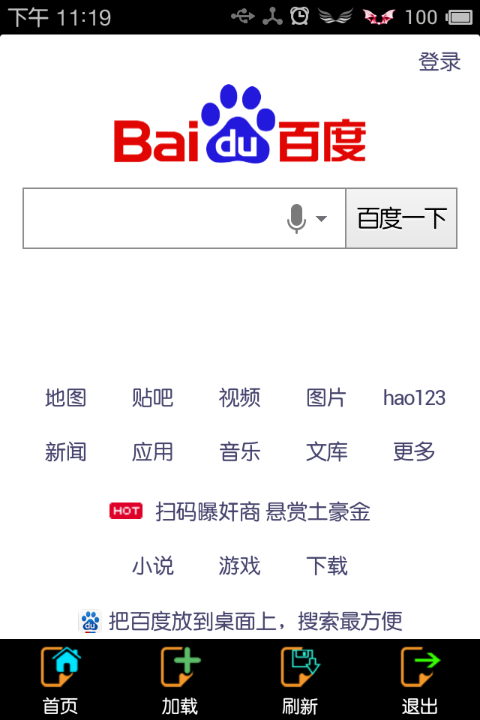 下午 11:19 100
登录
Bai du 百度
百度一下
地图 贴吧 视频 图片 hao123
新闻 应用 音乐 文库 更多
HOT 扫码曝奸商 悬赏土豪金
小说 游戏 下载
du 把百度放到桌面上，搜索最方便
首页 加载 刷新 退出